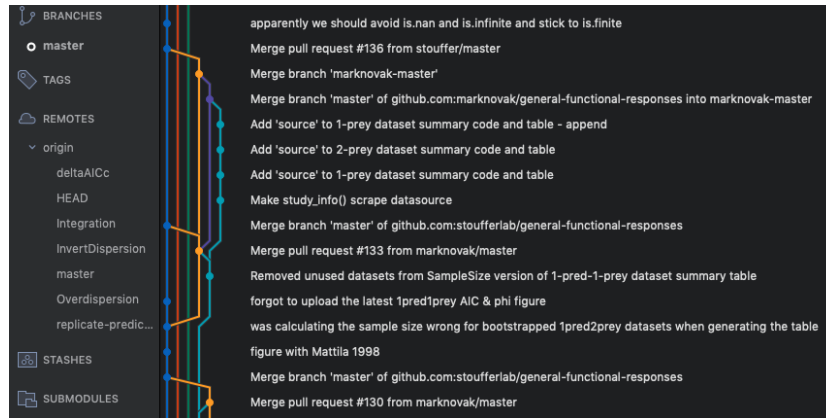 BRANCHES
master
TAGS
REMOTES
origin
deltaAICc
HEAD
Integration
InvertDispersion
master
Overdispersion
replicate-predic...
STASHES
SUBMODULES
apparently we should avoid is.nan and is.infinite and stick to is.finite
Merge pull request #136 from stouffer/master
Merge branch 'marknovak-master'
Merge branch 'master' of github.com:marknovak/general-functional-responses into marknovak-master
Add 'source' to 1-prey dataset summary code and table - append
Add 'source' to 2-prey dataset summary code and table
Add 'source' to 1-prey dataset summary code and table
Make study_info() scrape datasource
Merge branch 'master' of github.com:stoufferlab/general-functional-responses
Merge pull request #133 from marknovak/master
Removed unused datasets from SampleSize version of 1-pred-1-prey dataset summary table
forgot to upload the latest 1pred1prey AIC & phi figure
was calculating the sample size wrong for bootstrapped 1pred2prey datasets when generating the table
figure with Mattila 1998
Merge branch 'master' of github.com:stoufferlab/general-functional-responses
Merge pull request #130 from marknovak/master